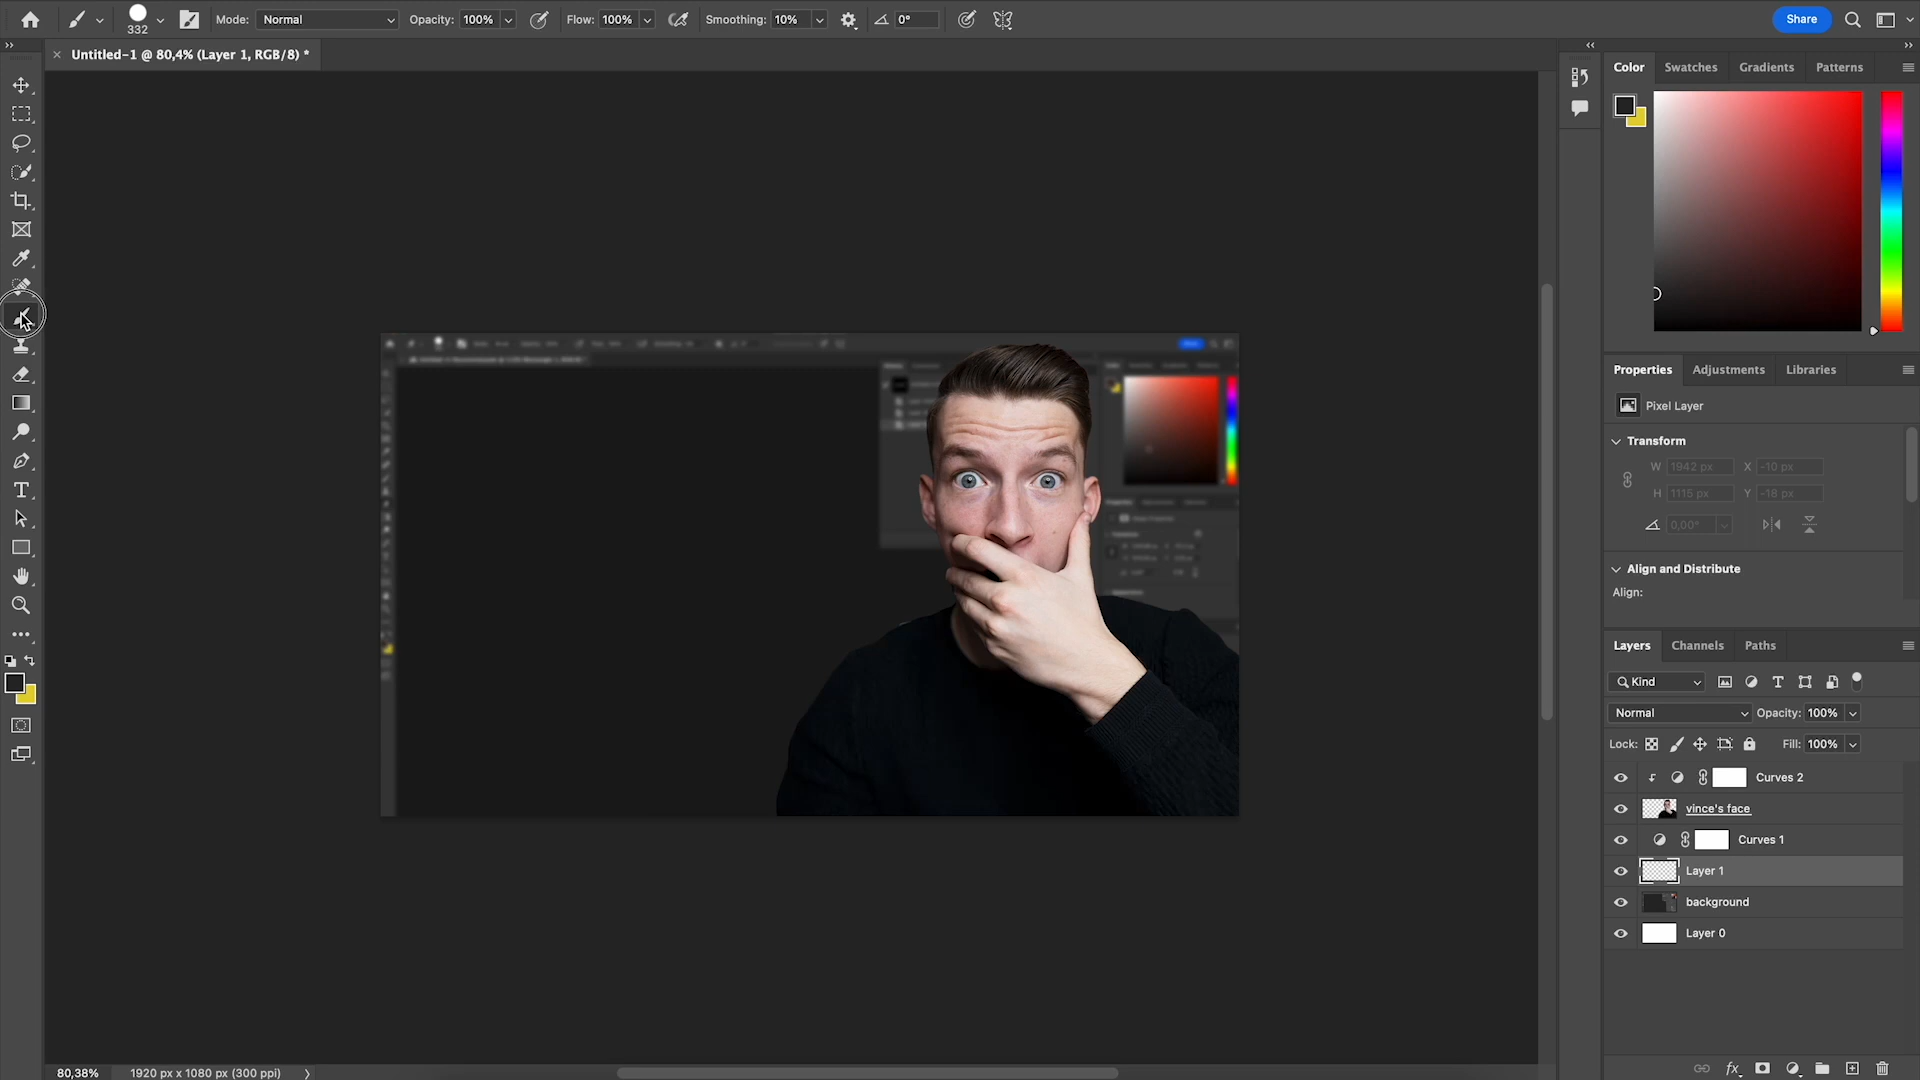 332
Mode: Normal
Opacity: 100%
Flow: 100%
Smoothing: 10%
0°
Share
Untitled-1 @ 80,4% (Layer 1, RGB/8) *
Color Swatches Gradients Patterns
Properties Adjustments Libraries
Pixel Layer
Transform
W 1942 px X -10 px
H 1115 px Y -18 px
0,00°
Align and Distribute
Align:
Layers Channels Paths
Kind
Normal Opacity: 100%
Lock: Fill: 100%
Curves 2
vince's face
Curves 1
Layer 1
background
Layer 0
fx
80,38% 1920 px x 1080 px (300 ppi)